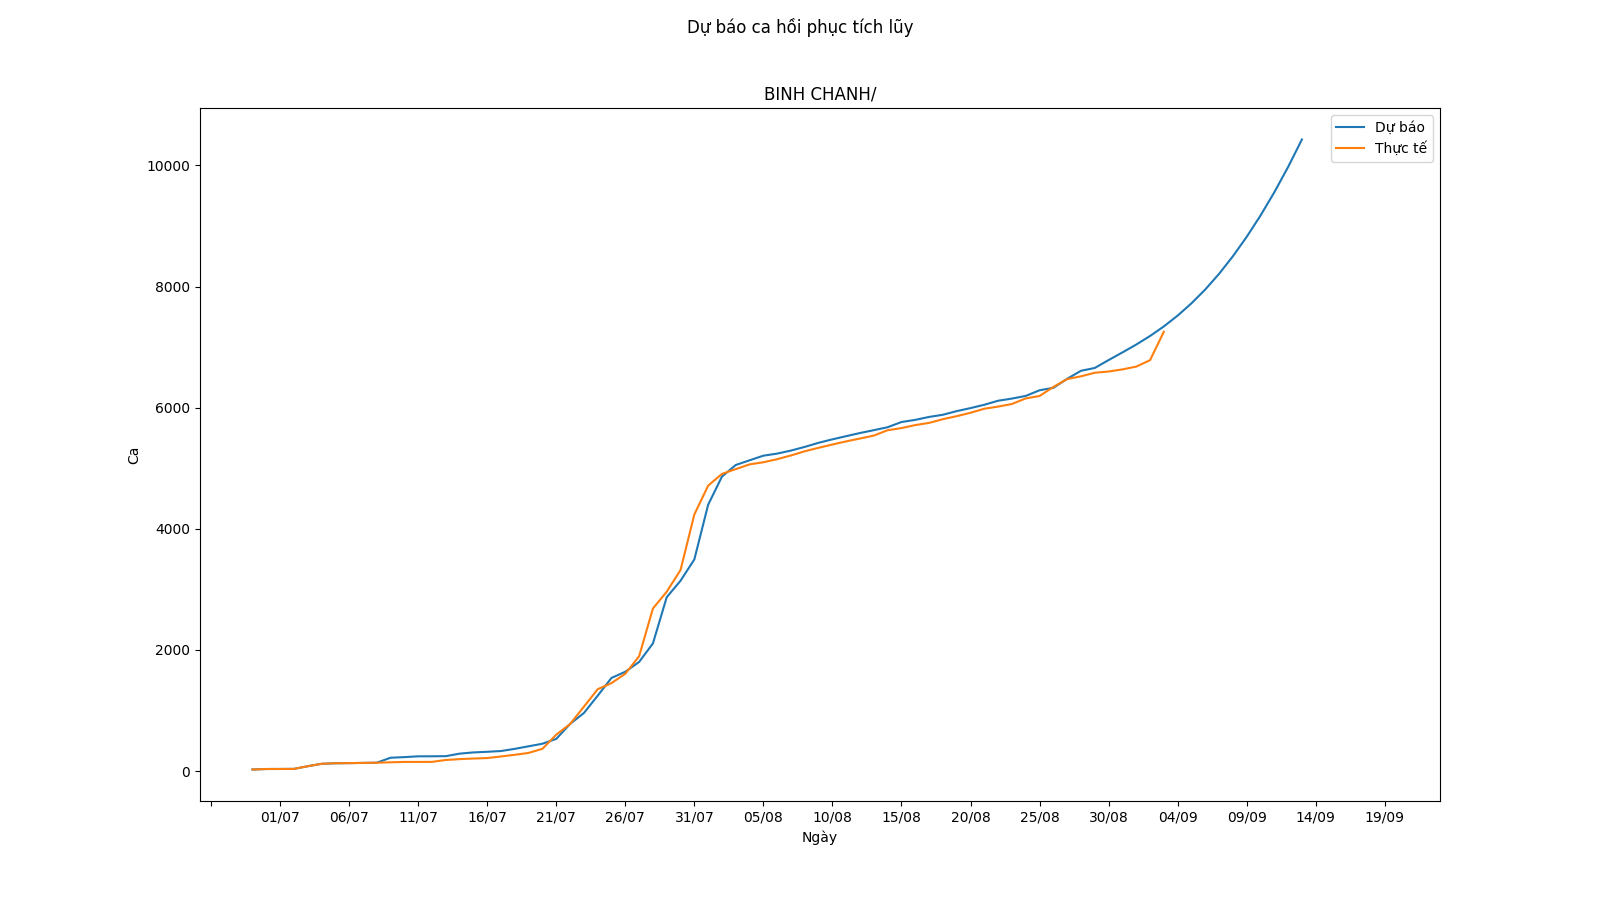 Dự báo ca hồi phục tích lũy
BINH CHANH/
Dự báo
Thực tế
10000
8000
6000
4000
2000
0
Ca
01/07 06/07 11/07 16/07 21/07 26/07 31/07 05/08 10/08 15/08 20/08 25/08 30/08 04/09 09/09 14/09 19/09
Ngày